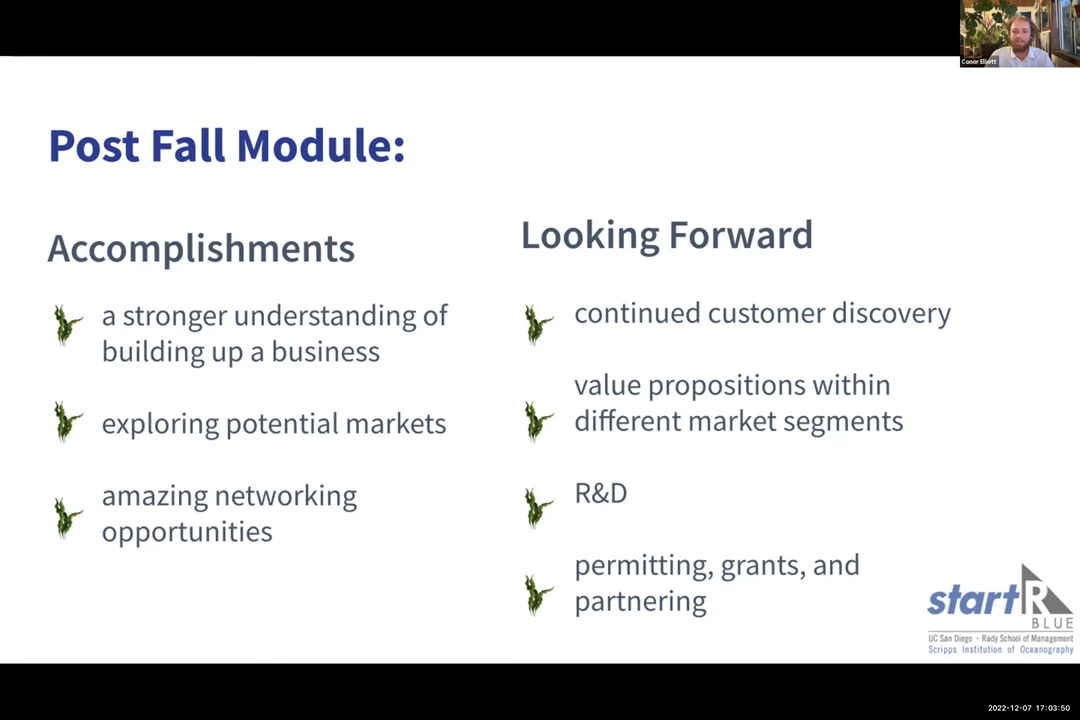 Conor Elliott
Post Fall Module:
Accomplishments
a stronger understanding of
building up a business
exploring potential markets
amazing networking
opportunities
Looking Forward
continued customer discovery
value propositions within
different market segments
R&D
permitting, grants, and
partnering
startR
BLUE
UC San Diego - Rady School of Management
Scripps Institution of Oceanography
2022-12-07 17:03:50